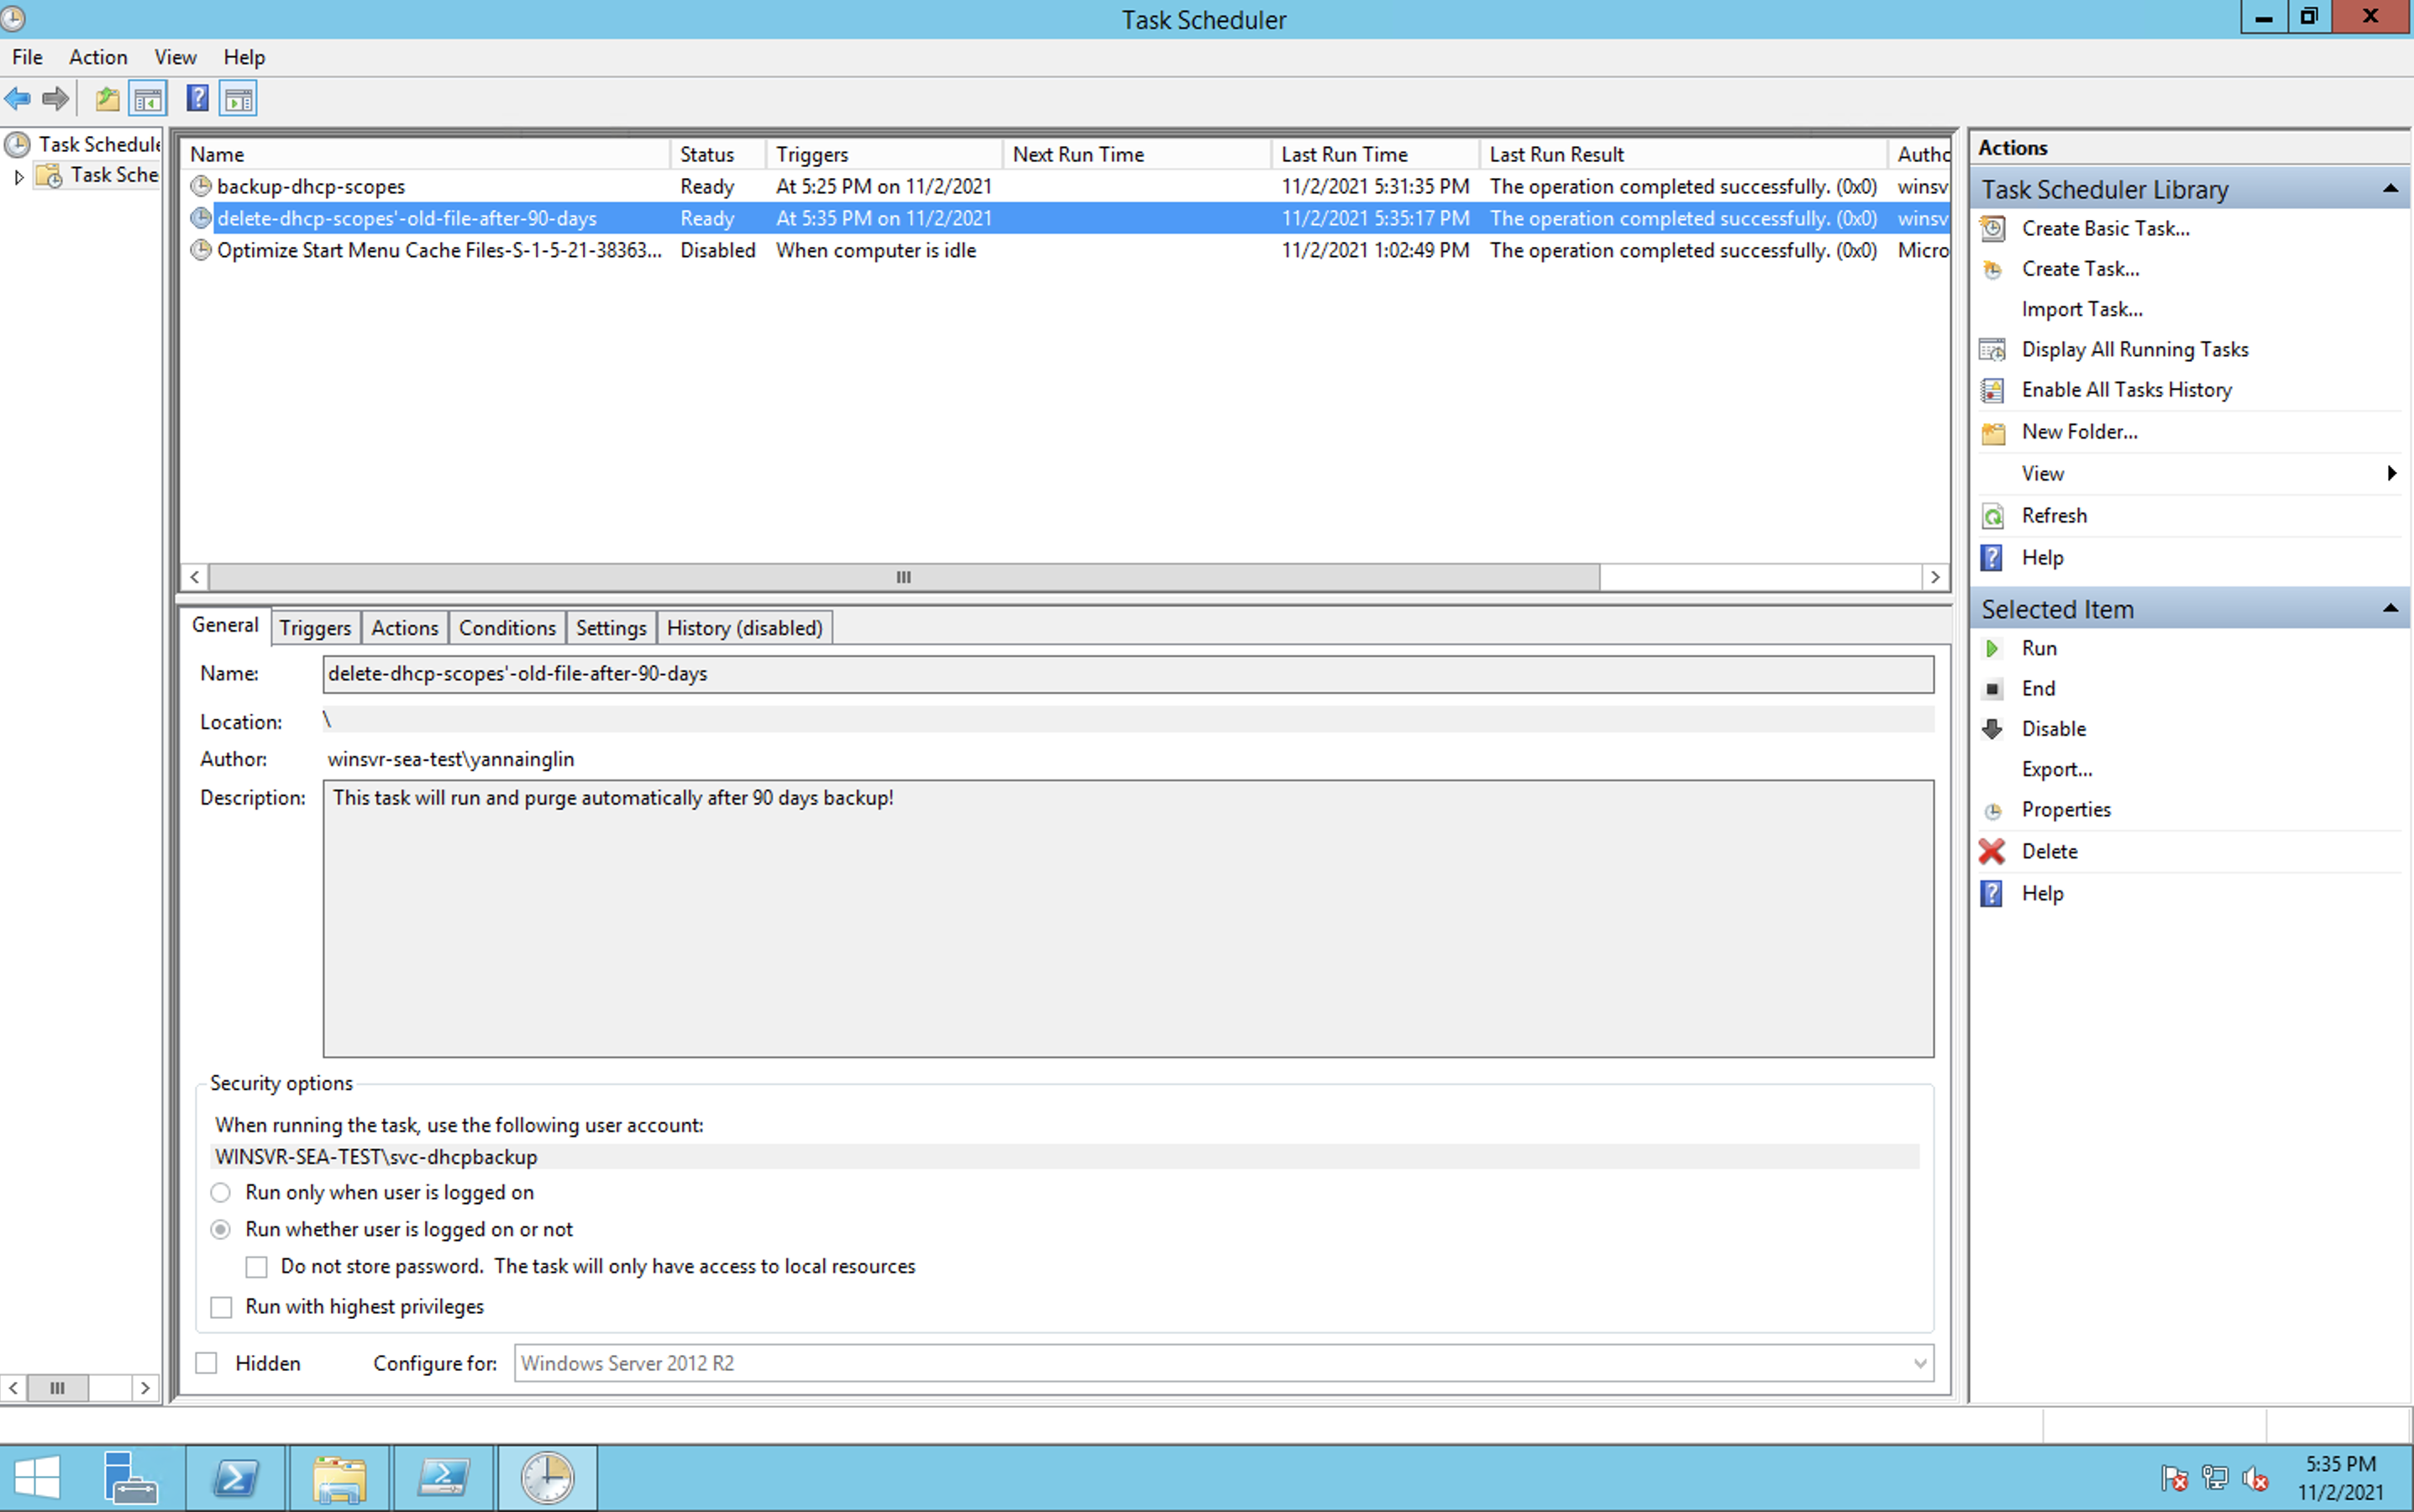 Task Scheduler
File Action View Help
Task Schedule
Task Sche
Name Status Triggers Next Run Time Last Run Time Last Run Result Autho
backup-dhcp-scopes Ready At 5:25 PM on 11/2/2021 11/2/2021 5:31:35 PM The operation completed successfully. (0x0) winsv
delete-dhcp-scopes'-old-file-after-90-days Ready At 5:35 PM on 11/2/2021 11/2/2021 5:35:17 PM The operation completed successfully. (0x0) winsv
Optimize Start Menu Cache Files-S-1-5-21-38363... Disabled When computer is idle 11/2/2021 1:02:49 PM The operation completed successfully. (0x0) Micro
General Triggers Actions Conditions Settings History (disabled)
Name: delete-dhcp-scopes'-old-file-after-90-days
Location: \
Author: winsvr-sea-test\yannainglin
Description: This task will run and purge automatically after 90 days backup!
Security options
When running the task, use the following user account:
WINSVR-SEA-TEST\svc-dhcpbackup
Run only when user is logged on
Run whether user is logged on or not
Do not store password. The task will only have access to local resources
Run with highest privileges
Hidden Configure for: Windows Server 2012 R2
Actions
Task Scheduler Library
Create Basic Task...
Create Task...
Import Task...
Display All Running Tasks
Enable All Tasks History
New Folder...
View
Refresh
Help
Selected Item
Run
End
Disable
Export...
Properties
Delete
Help
5:35 PM
11/2/2021